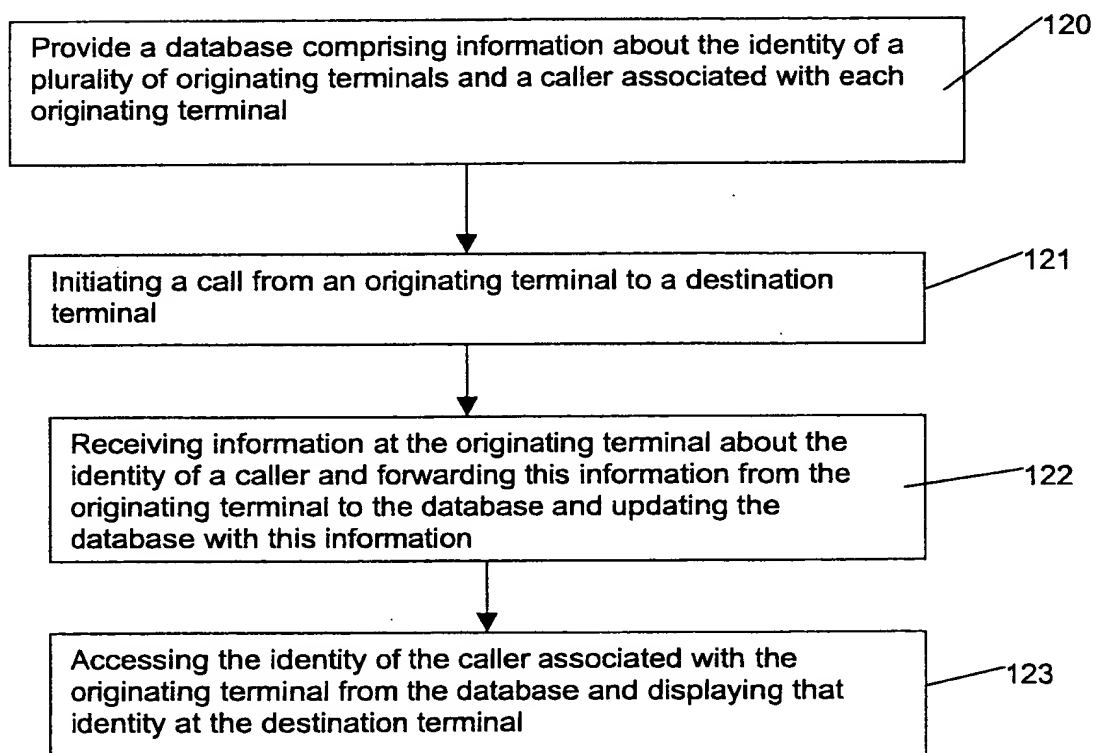 120
Provide a database comprising information about the identity of a
plurality of originating terminals and a caller associated with each
originating terminal
121
Initiating a call from an originating terminal to a destination
terminal
Receiving information at the originating terminal about the
identity of a caller and forwarding this information from the
originating terminal to the database and updating the
database with this information
122
Accessing the identity of the caller associated with the
originating terminal from the database and displaying that
identity at the destination terminal
123